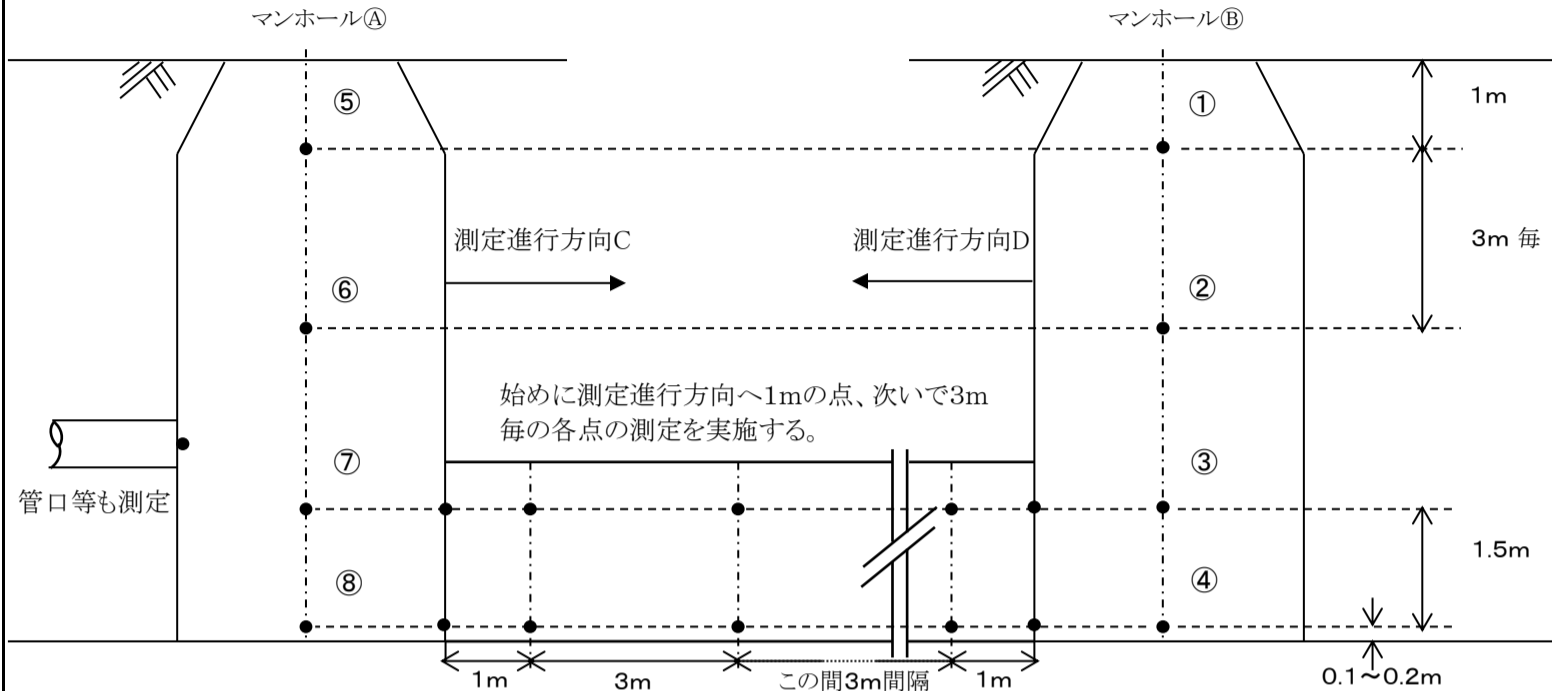 マンホールⒶ
マンホールⒷ
⑤
①
1m
測定進行方向C
測定進行方向D
3m 毎
⑥
②
始めに測定進行方向へ1mの点、次いで3m
毎の各点の測定を実施する。
⑦
③
管口等も測定
1.5m
⑧
④
1m
3m
この間3m間隔
1m
0.1～0.2m